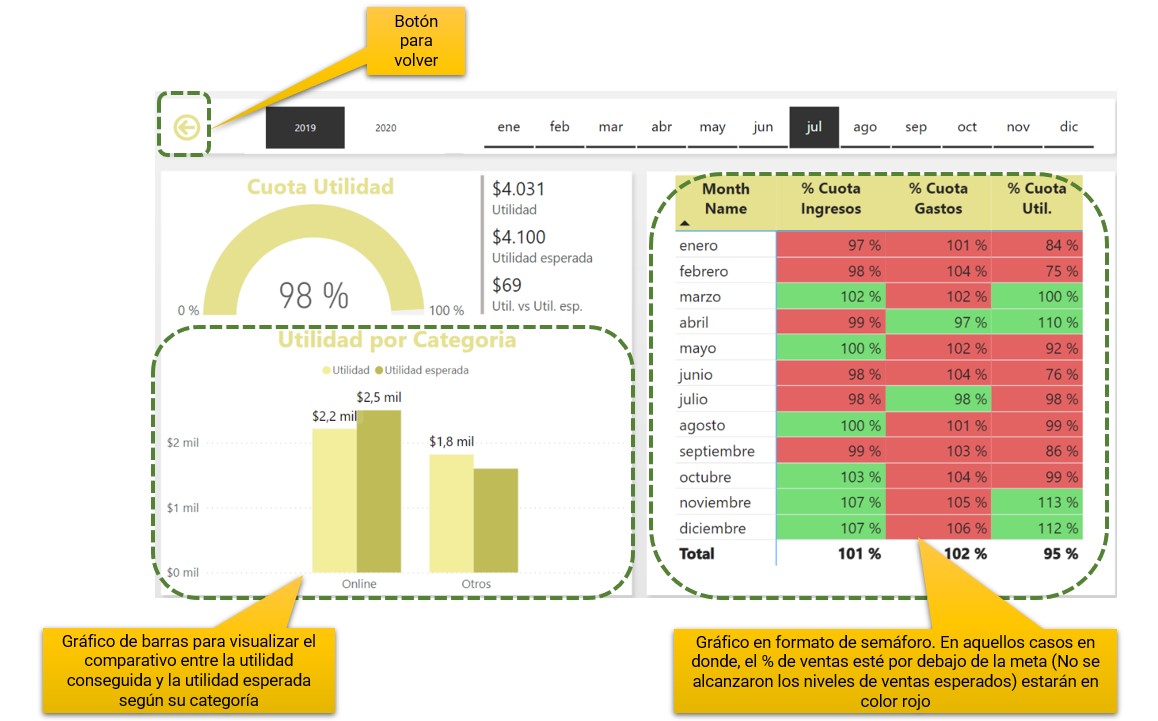 Botón
para
volver
2019
2020
ene
feb
mar
abr
may
jun
jul
ago
sep
oct
nov
dic
Cuota Utilidad
98 %
0 %
100 %
$4.031
Utilidad
$4.100
Utilidad esperada
$69
Util. vs Util. esp.
Utilidad por Categoria
Utilidad
Utilidad esperada
$2,5 mil
$2,2 mil
$1,8 mil
$2 mil
$1 mil
$0 mil
Online
Otros
Month Name % Cuota Ingresos % Cuota Gastos % Cuota Util.
enero 97 % 101 % 84 %
febrero 98 % 104 % 75 %
marzo 102 % 102 % 100 %
abril 99 % 97 % 110 %
mayo 100 % 102 % 92 %
junio 98 % 104 % 76 %
julio 98 % 98 % 98 %
agosto 100 % 101 % 99 %
septiembre 99 % 103 % 86 %
octubre 103 % 104 % 99 %
noviembre 107 % 105 % 113 %
diciembre 107 % 106 % 112 %
Total 101 % 102 % 95 %
Gráfico de barras para visualizar el
comparativo entre la utilidad
conseguida y la utilidad esperada
según su categoría
Gráfico en formato de semáforo. En aquellos casos en
donde, el % de ventas esté por debajo de la meta (No se
alcanzaron los niveles de ventas esperados) estarán en
color rojo